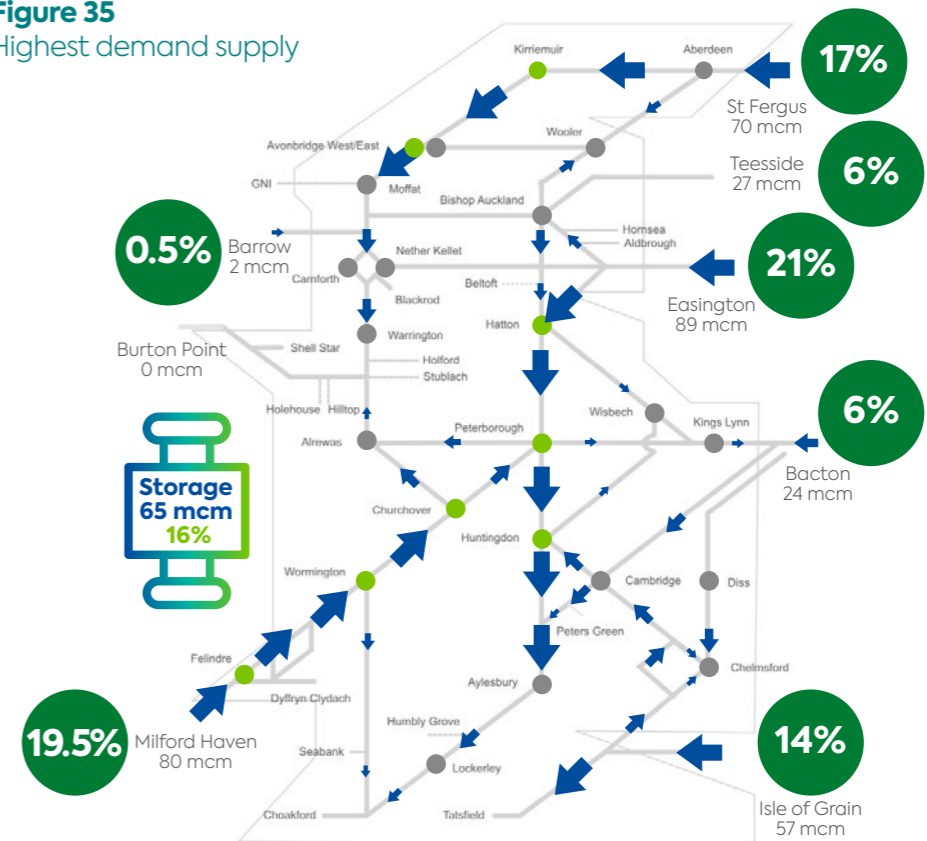 Figure 35
Highest demand supply
Kirriemuir
Aberdeen
17%
St Fergus
70 mcm
Avonbridge West/East
Wooler
Teesside
27 mcm
6%
GNI
Moffat
Bishop Auckland
0.5%
Barrow
2 mcm
Hornsea
Aldbrough
Nether Kellet
Carnforth
21%
Easington
89 mcm
Beltoft
Blackrod
Hatton
Warrington
Burton Point
0 mcm
Shell Star
Holford
Stublach
Holehouse
Hilltop
Wisbech
Kings Lynn
6%
Alrewas
Peterborough
Bacton
24 mcm
Storage
65 mcm
16%
Churchover
Huntingdon
Wormington
Cambridge
Diss
Peters Green
Felindre
Chelmsford
Aylesbury
Dyffryn Clydach
Humbly Grove
19.5%
Milford Haven
80 mcm
Seabank
Lockerley
14%
Isle of Grain
57 mcm
Choakford
Tatsfield